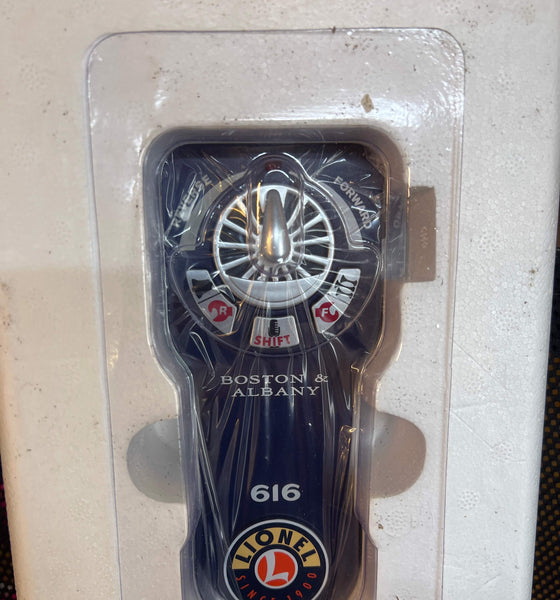 REVERSE
FORWARD
R
F
SHIFT
BOSTON &
ALBANY
616
LIONEL
L
SINCE 1900